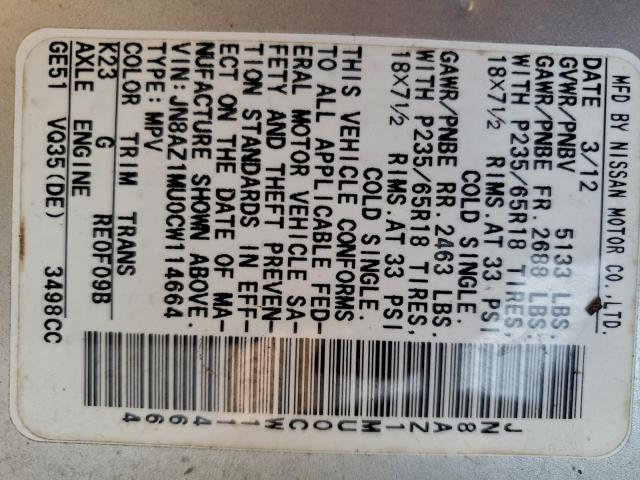 MFD BY NISSAN MOTOR CO.,LTD.
DATE 3/12
GVWR/PNBV 5133 LBS.
GAWR/PNBE FR. 2688 LBS.
WITH P235/65R18 TIRES,
18X7½ RIMS.AT 33 PSI
COLD SINGLE.
GAWR/PNBE RR. 2463 LBS.
WITH P235/65R18 TIRES,
18X7½ RIMS.AT 33 PSI
COLD SINGLE.
THIS VEHICLE CONFORMS
TO ALL APPLICABLE FED-
ERAL MOTOR VEHICLE SA-
FETY AND THEFT PREVEN-
TION STANDARDS IN EFF-
ECT ON THE DATE OF MA-
NUFACTURE SHOWN ABOVE.
VIN: JN8AZ1MU0CW114664
TYPE: MPV
COLOR TRIM TRANS
K23 G RE0F09B
AXLE ENGINE
GE51 VQ35(DE) 3498CC
JN8AZ1MU0CW114664